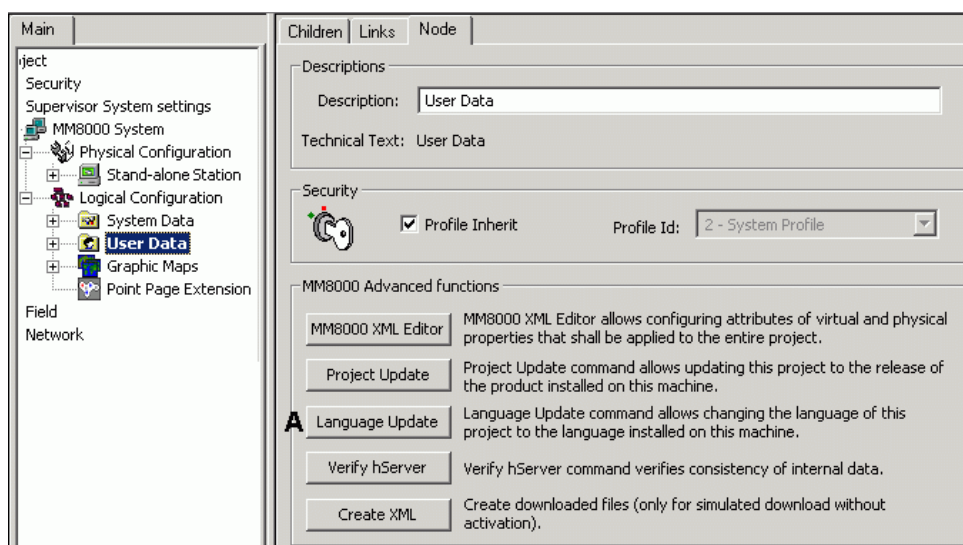 Main
ject
Security
Supervisor System settings
MM8000 System
Physical Configuration
Stand-alone Station
Logical Configuration
System Data
User Data
Graphic Maps
Point Page Extension
Field
Network
Children Links Node
Descriptions
Description: User Data
Technical Text: User Data
Security
Profile Inherit Profile Id: 2 - System Profile
MM8000 Advanced functions
MM8000 XML Editor
MM8000 XML Editor allows configuring attributes of virtual and physical
properties that shall be applied to the entire project.
Project Update
Project Update command allows updating this project to the release of
the product installed on this machine.
A
Language Update
Language Update command allows changing the language of this
project to the language installed on this machine.
Verify hServer
Verify hServer command verifies consistency of internal data.
Create XML
Create downloaded files (only for simulated download without
activation).